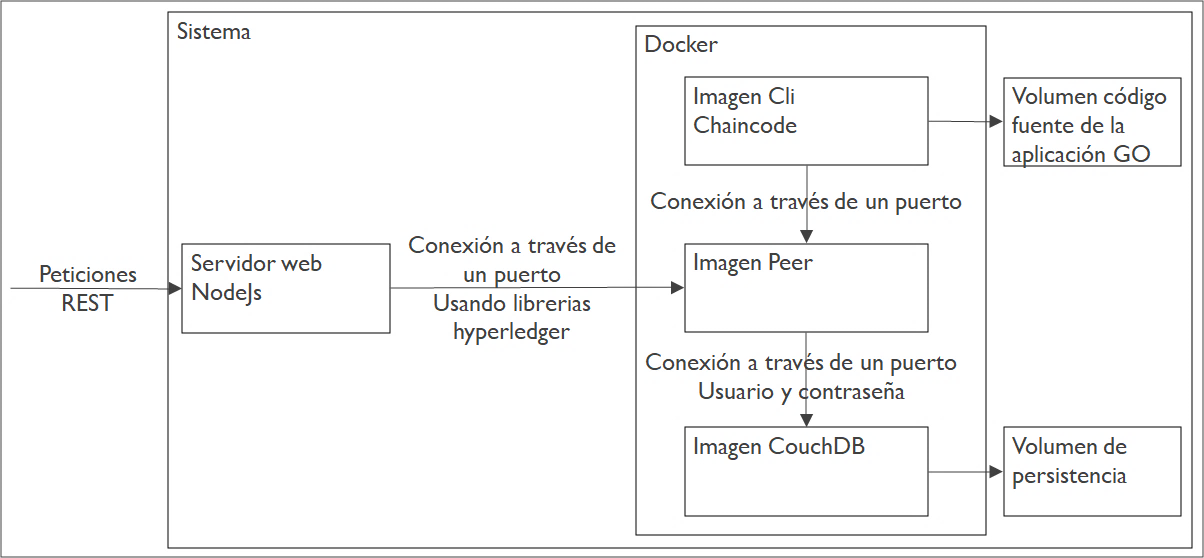 Sistema
Docker
Imagen Cli
Chaincode
Volumen código
fuente de la
aplicación GO
Conexión a través de un puerto
Peticiones
REST
Servidor web
NodeJs
Conexión a través de
un puerto
Usando librerias
hyperledger
Imagen Peer
Conexión a través de un puerto
Usuario y contraseña
Imagen CouchDB
Volumen de
persistencia